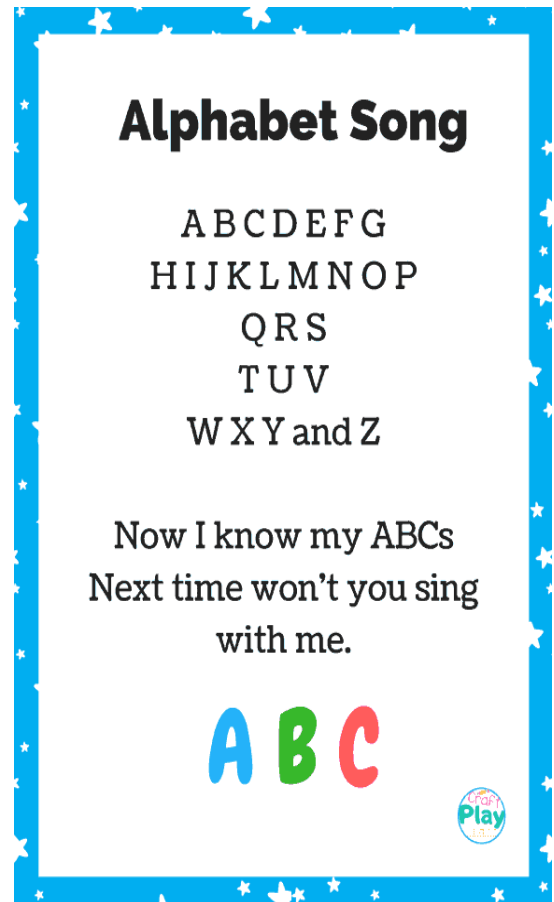 Alphabet Song
A B C D E F G
H I J K L M N O P
Q R S
T U V
W X Y and Z
Now I know my ABCs
Next time won't you sing
with me.
A B C
Craft
Play